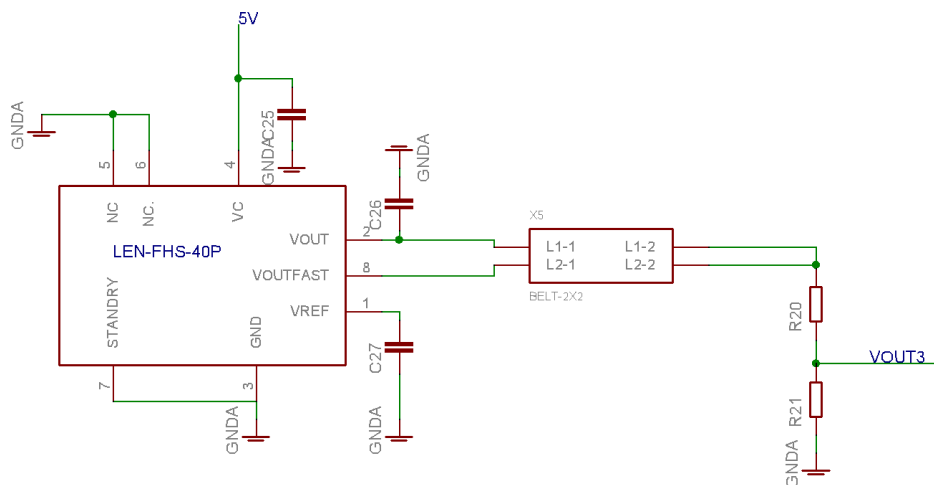 5V
GNDA
C25
GNDA
5
6
4
GNDA
C26
NC
NC.
VC
LEN-FHS-40P
VOUT
2
X5
L1-1
L1-2
VOUTFAST
8
L2-1
L2-2
BELT-2X2
VREF
1
STANDRY
GND
C27
R20
VOUT3
7
3
GNDA
GNDA
R21
GNDA